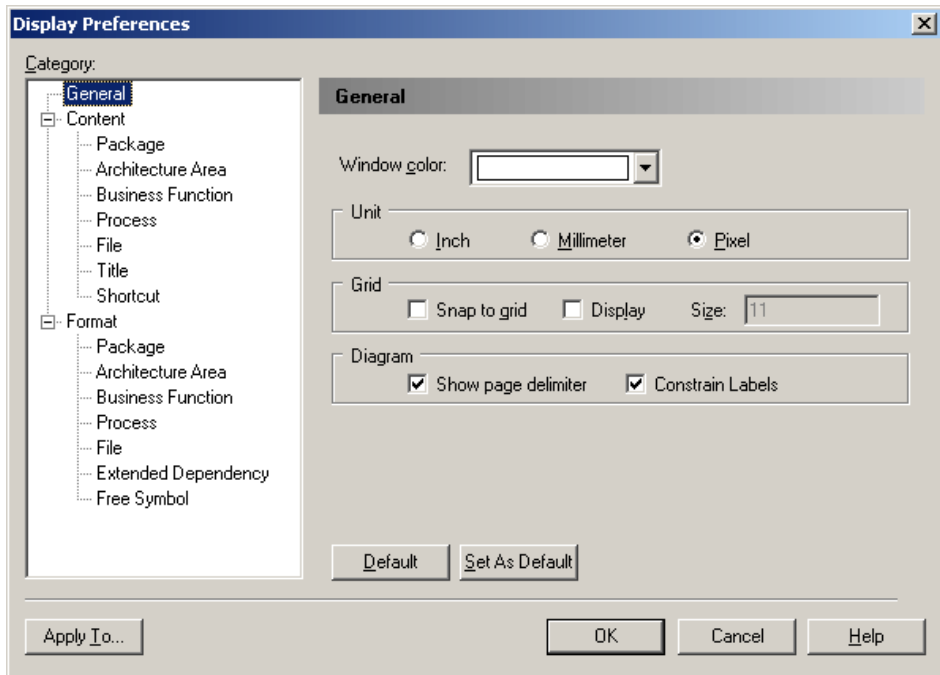 Display Preferences
Category:
General
Content
Package
Architecture Area
Business Function
Process
File
Title
Shortcut
Format
Package
Architecture Area
Business Function
Process
File
Extended Dependency
Free Symbol
General
Window color:
Unit
Inch Millimeter Pixel
Grid
Snap to grid Display Size: 11
Diagram
Show page delimiter Constrain Labels
Default Set As Default
Apply To... OK Cancel Help